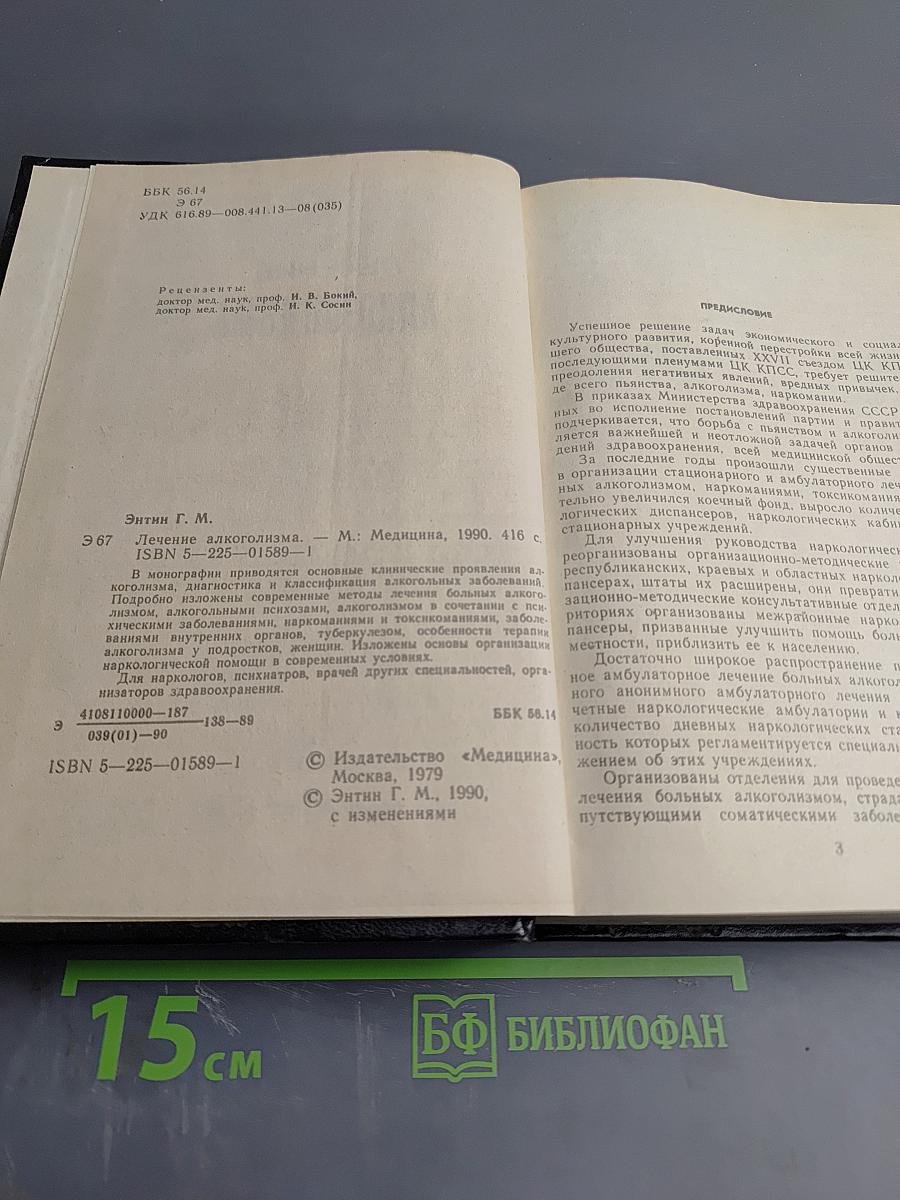 ББК 56.14
Э 67
УДК 616.89—008.441.13—08(035)
Рецензенты:
доктор мед. наук, проф. И. В. Бокий,
доктор мед. наук, проф. И. К. Сосин
Энтин Г. М.
Э 67 Лечение алкоголизма. — М.: Медицина, 1990. 416 с.
ISBN 5—225—01589—1
В монографии приводятся основные клинические проявления ал-
коголизма, диагностика и классификация алкогольных заболеваний.
Подробно изложены современные методы лечения больных алкого-
лизмом, алкогольными психозами, алкоголизмом в сочетании с пси-
хическими заболеваниями, наркоманиями и токсикоманиями, заболе-
ваниями внутренних органов, туберкулезом, особенности терапии
алкоголизма у подростков, женщин. Изложены основы организации
наркологической помощи в современных условиях.
Для наркологов, психиатров, врачей других специальностей, орга-
низаторов здравоохранения.
Э 4108110000—187
039(01)—90
138—89
ББК 56.14
ISBN 5—225—01589—1
© Издательство «Медицина»,
Москва, 1979
© Энтин Г. М., 1990,
с изменениями
ПРЕДИСЛОВИЕ
Успешное решение задач экономического и социал
культурного развития, коренной перестройки всей жизн
шего общества, поставленных XXVII съездом ЦК КП
последующими пленумами ЦК КПСС, требует решител
преодоления негативных явлений, вредных привычек,
де всего пьянства, алкоголизма, наркомании.
В приказах Министерства здравоохранения СССР
ных во исполнение постановлений партии и правит
подчеркивается, что борьба с пьянством и алкоголи
ляется важнейшей и неотложной задачей органов
дений здравоохранения, всей медицинской общест
За последние годы произошли существенные
в организации стационарного и амбулаторного лече
ных алкоголизмом, наркоманиями, токсикомания
тельно увеличился коечный фонд, выросло количе
логических диспансеров, наркологических каби
стационарных учреждений.
Для улучшения руководства наркологическ
реорганизованы организационно-методические
республиканских, краевых и областных нарколо
пансерах, штаты их расширены, они превратил
зационно-методические консультативные отдел
риториях организованы межрайонные нарко
пансеры, призванные улучшить помощь боль
местности, приблизить ее к населению.
Достаточно широкое распространение п
ное амбулаторное лечение больных алкогол
ного анонимного амбулаторного лечения
четные наркологические амбулатории и к
количество дневных наркологических ста
ность которых регламентируется специал
жением об этих учреждениях.
Организованы отделения для проведе
лечения больных алкоголизмом, страда
путствующими соматическими заболе
3
15 см
БФ БИБЛИОФАН